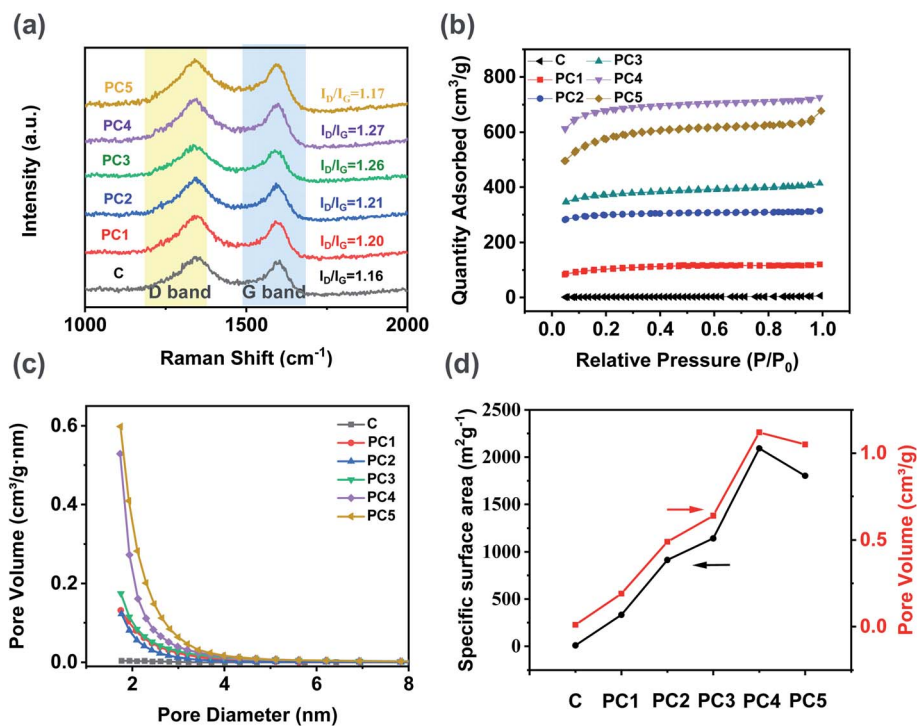 (a)
Intensity (a.u.)
PC5
I_D/I_G=1.17
PC4
I_D/I_G=1.27
PC3
I_D/I_G=1.26
PC2
I_D/I_G=1.21
PC1
I_D/I_G=1.20
C
I_D/I_G=1.16
D band
G band
1000
1500
2000
Raman Shift (cm⁻¹)
(b)
Quantity Adsorbed (cm³/g)
C
PC1
PC2
PC3
PC4
PC5
800
600
400
200
0
0.0
0.2
0.4
0.6
0.8
1.0
Relative Pressure (P/P₀)
(c)
Pore Volume (cm³/g·nm)
0.6
0.4
0.2
0.0
C
PC1
PC2
PC3
PC4
PC5
2
4
6
8
Pore Diameter (nm)
(d)
Specific surface area (m²g⁻¹)
2500
2250
2000
1750
1500
1250
1000
750
500
250
0
C
PC1
PC2
PC3
PC4
PC5
1.0
0.5
0.0
Pore Volume (cm³/g)